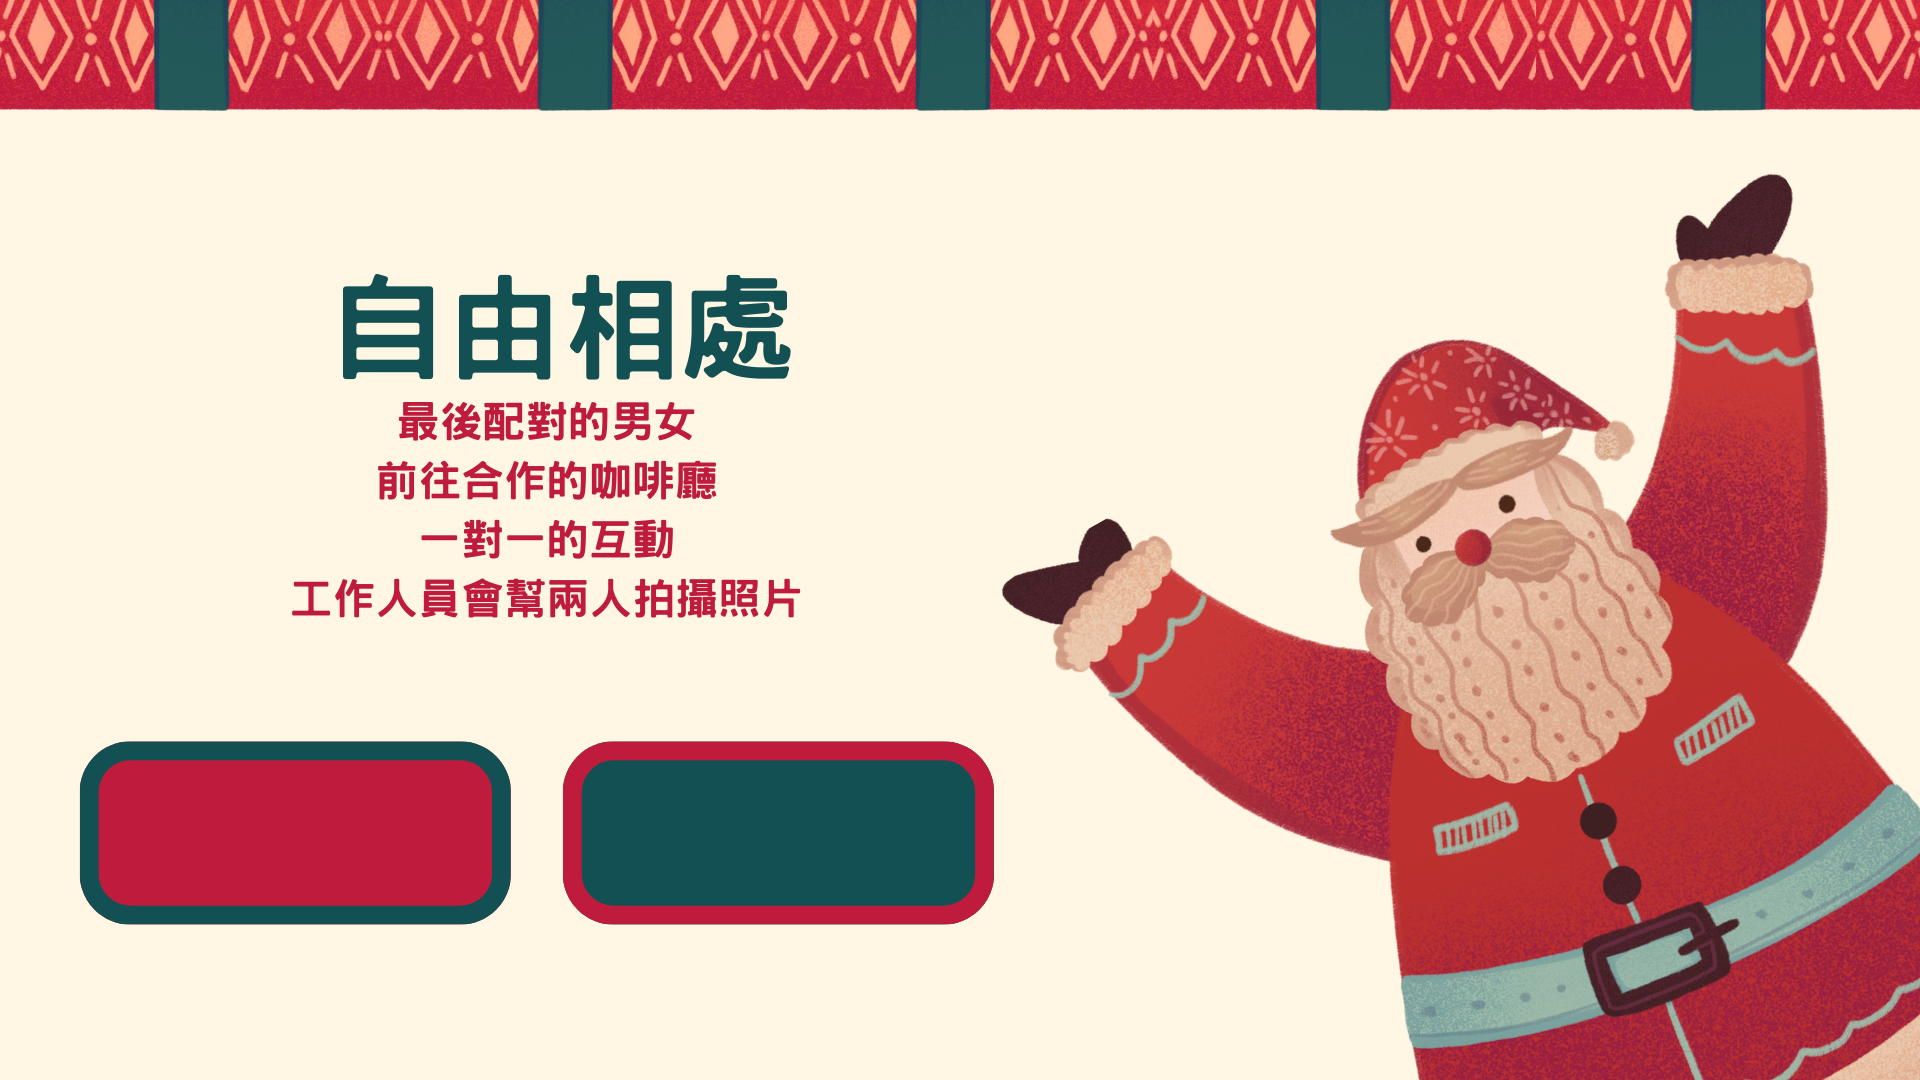 自由相處
最後配對的男女
前往合作的咖啡廳
一對一的互動
工作人員會幫兩人拍攝照片